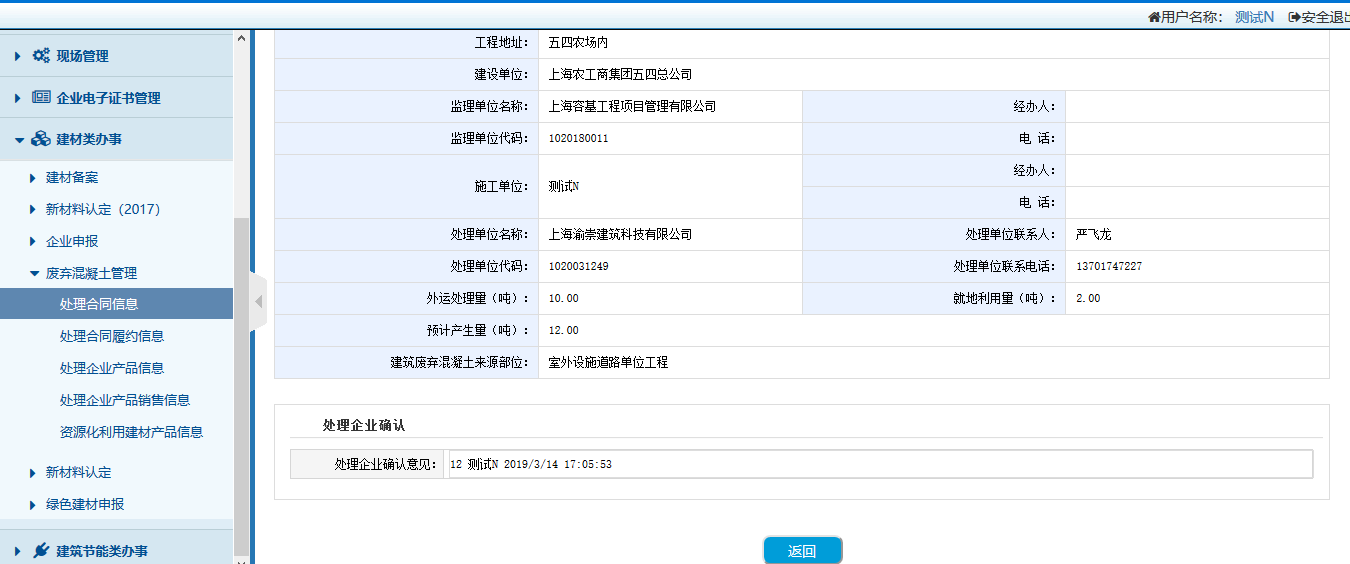 用户名称： 测试N 安全退出
现场管理
企业电子证书管理
建材类办事
建材备案
新材料认定（2017）
企业申报
废弃混凝土管理
处理合同信息
处理合同履约信息
处理企业产品信息
处理企业产品销售信息
资源化利用建材产品信息
新材料认定
绿色建材申报
建筑节能类办事
工程地址： 五四农场内
建设单位： 上海农工商集团五四总公司
监理单位名称： 上海容基工程项目管理有限公司 经办人：
监理单位代码： 1020180011 电 话：
施工单位： 测试N 经办人：
电 话：
处理单位名称： 上海渝崇建筑科技有限公司 处理单位联系人： 严飞龙
处理单位代码： 1020031249 处理单位联系电话： 13701747227
外运处理量（吨）： 10.00 就地利用量（吨）： 2.00
预计产生量（吨）： 12.00
建筑废弃混凝土来源部位： 室外设施道路单位工程
处理企业确认
处理企业确认意见： 12 测试N 2019/3/14 17:05:53
返回